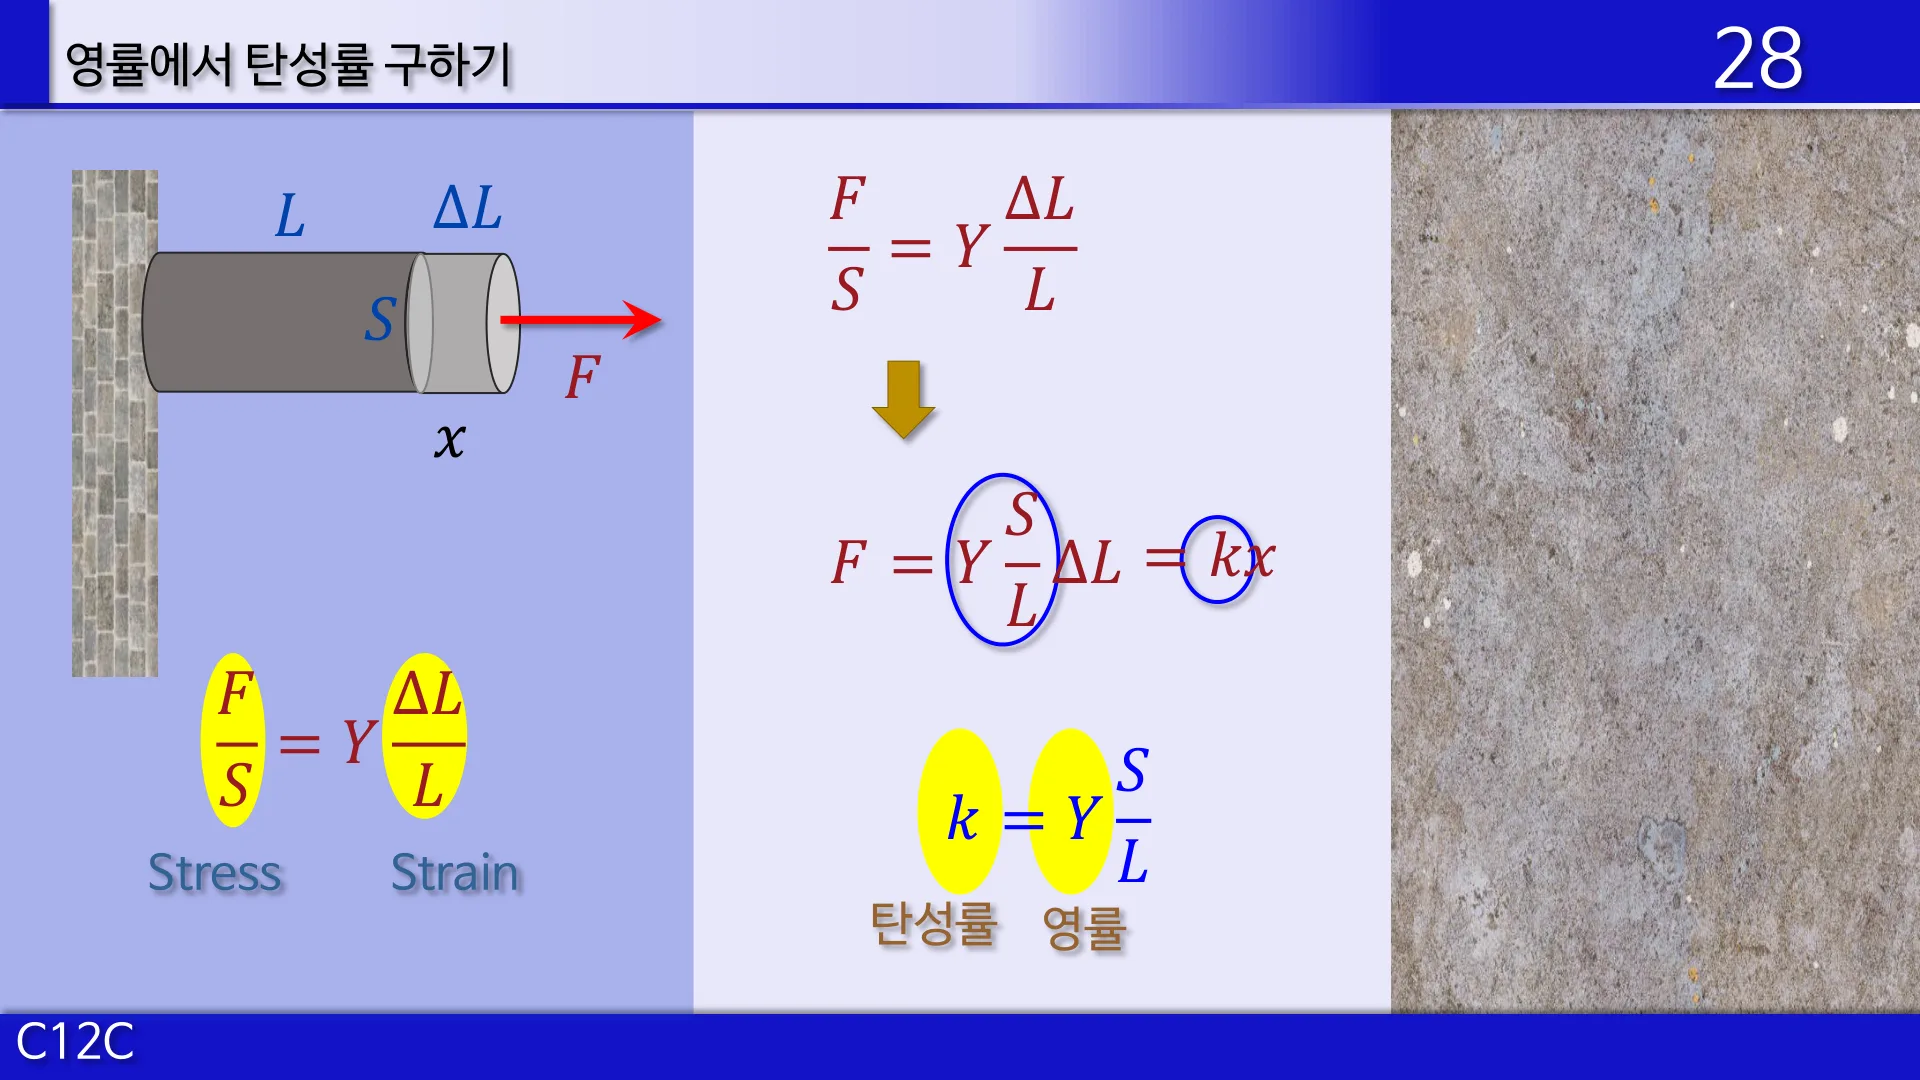 영률에서 탄성률 구하기
28
L ΔL
S
F
x
F/S = Y ΔL/L
Stress Strain
F/S = Y ΔL/L
F = Y S/L ΔL = kx
k = Y S/L
탄성률 영률
C12C